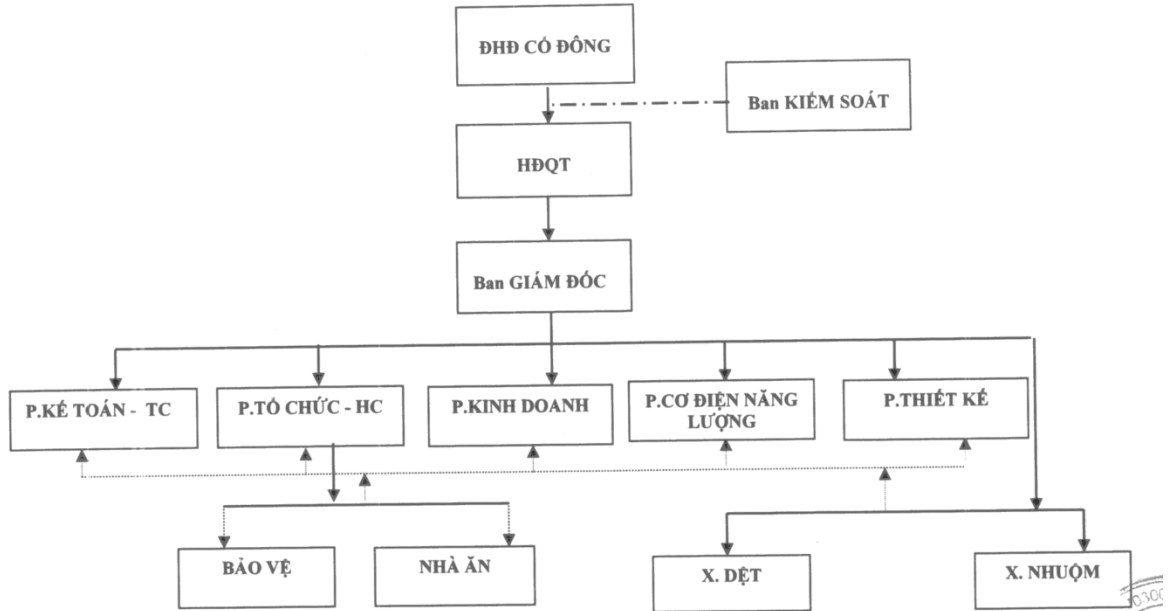 ĐHĐ CỔ ĐÔNG
Ban KIỂM SOÁT
HĐQT
Ban GIÁM ĐỐC
P.KẾ TOÁN - TC
P.TỔ CHỨC - HC
P.KINH DOANH
P.CƠ ĐIỆN NĂNG
LƯỢNG
P.THIẾT KẾ
BẢO VỆ
NHÀ ĂN
X. DỆT
X. NHUỘM